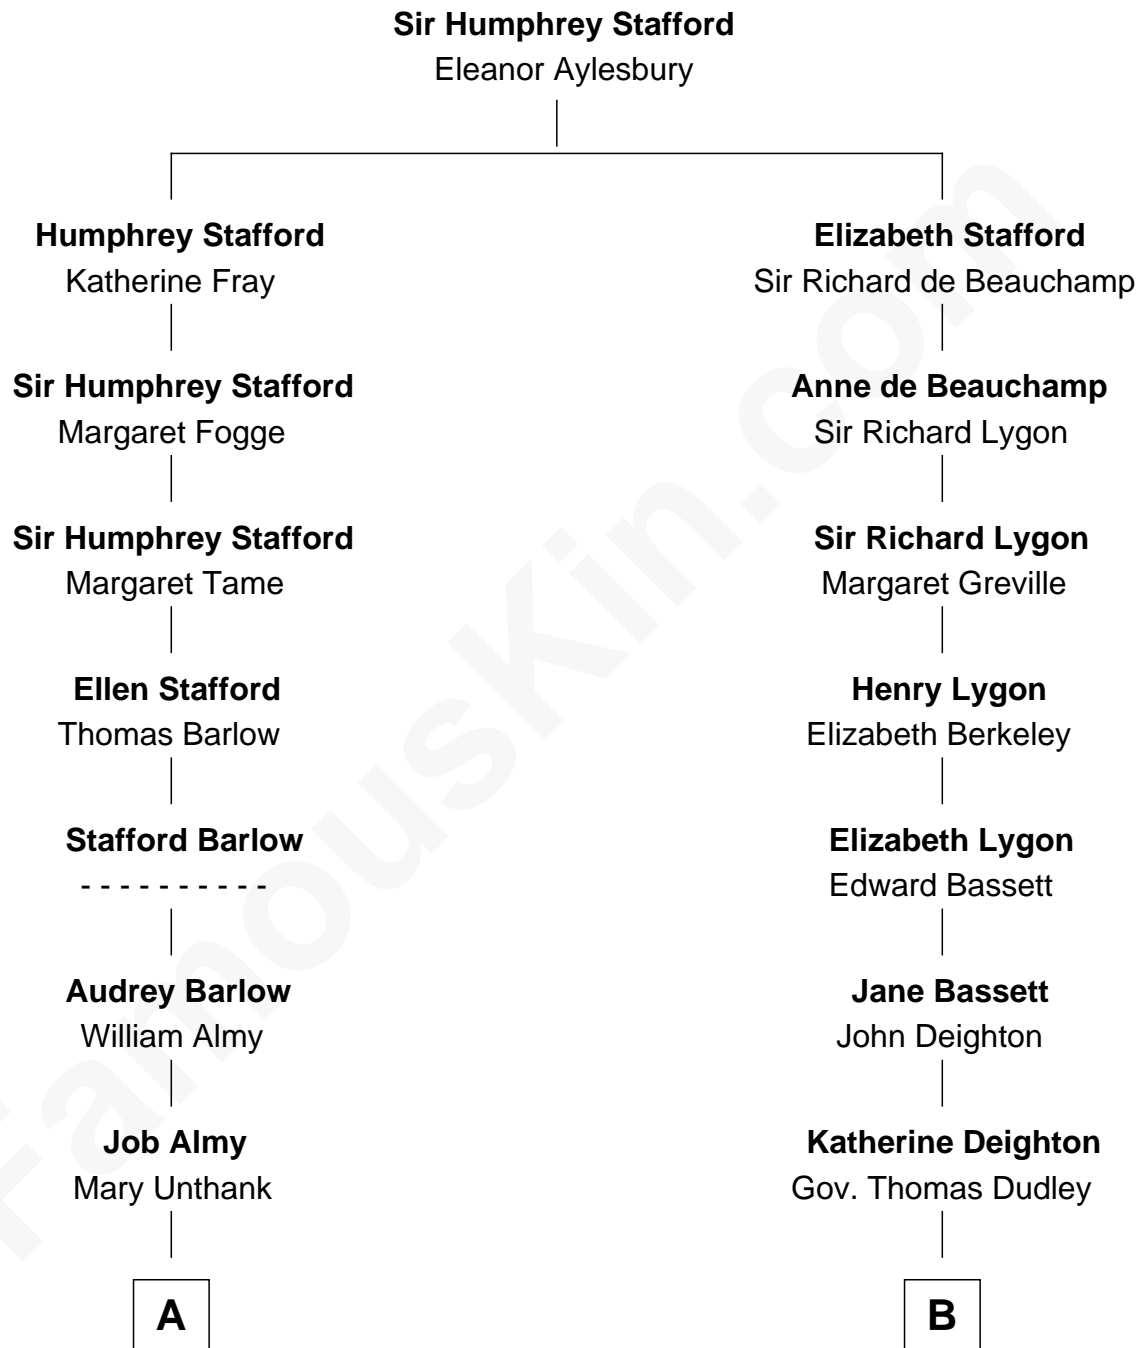 Sir Humphrey Stafford
Eleanor Aylesbury
Humphrey Stafford
Katherine Fray
Elizabeth Stafford
Sir Richard de Beauchamp
Sir Humphrey Stafford
Margaret Fogge
Anne de Beauchamp
Sir Richard Lygon
Sir Humphrey Stafford
Margaret Tame
Sir Richard Lygon
Margaret Greville
Ellen Stafford
Thomas Barlow
Henry Lygon
Elizabeth Berkeley
Stafford Barlow
- - - - - - - - - -
Elizabeth Lygon
Edward Bassett
Audrey Barlow
William Almy
Jane Bassett
John Deighton
Job Almy
Mary Unthank
Katherine Deighton
Gov. Thomas Dudley
A
B
FamousKin.com